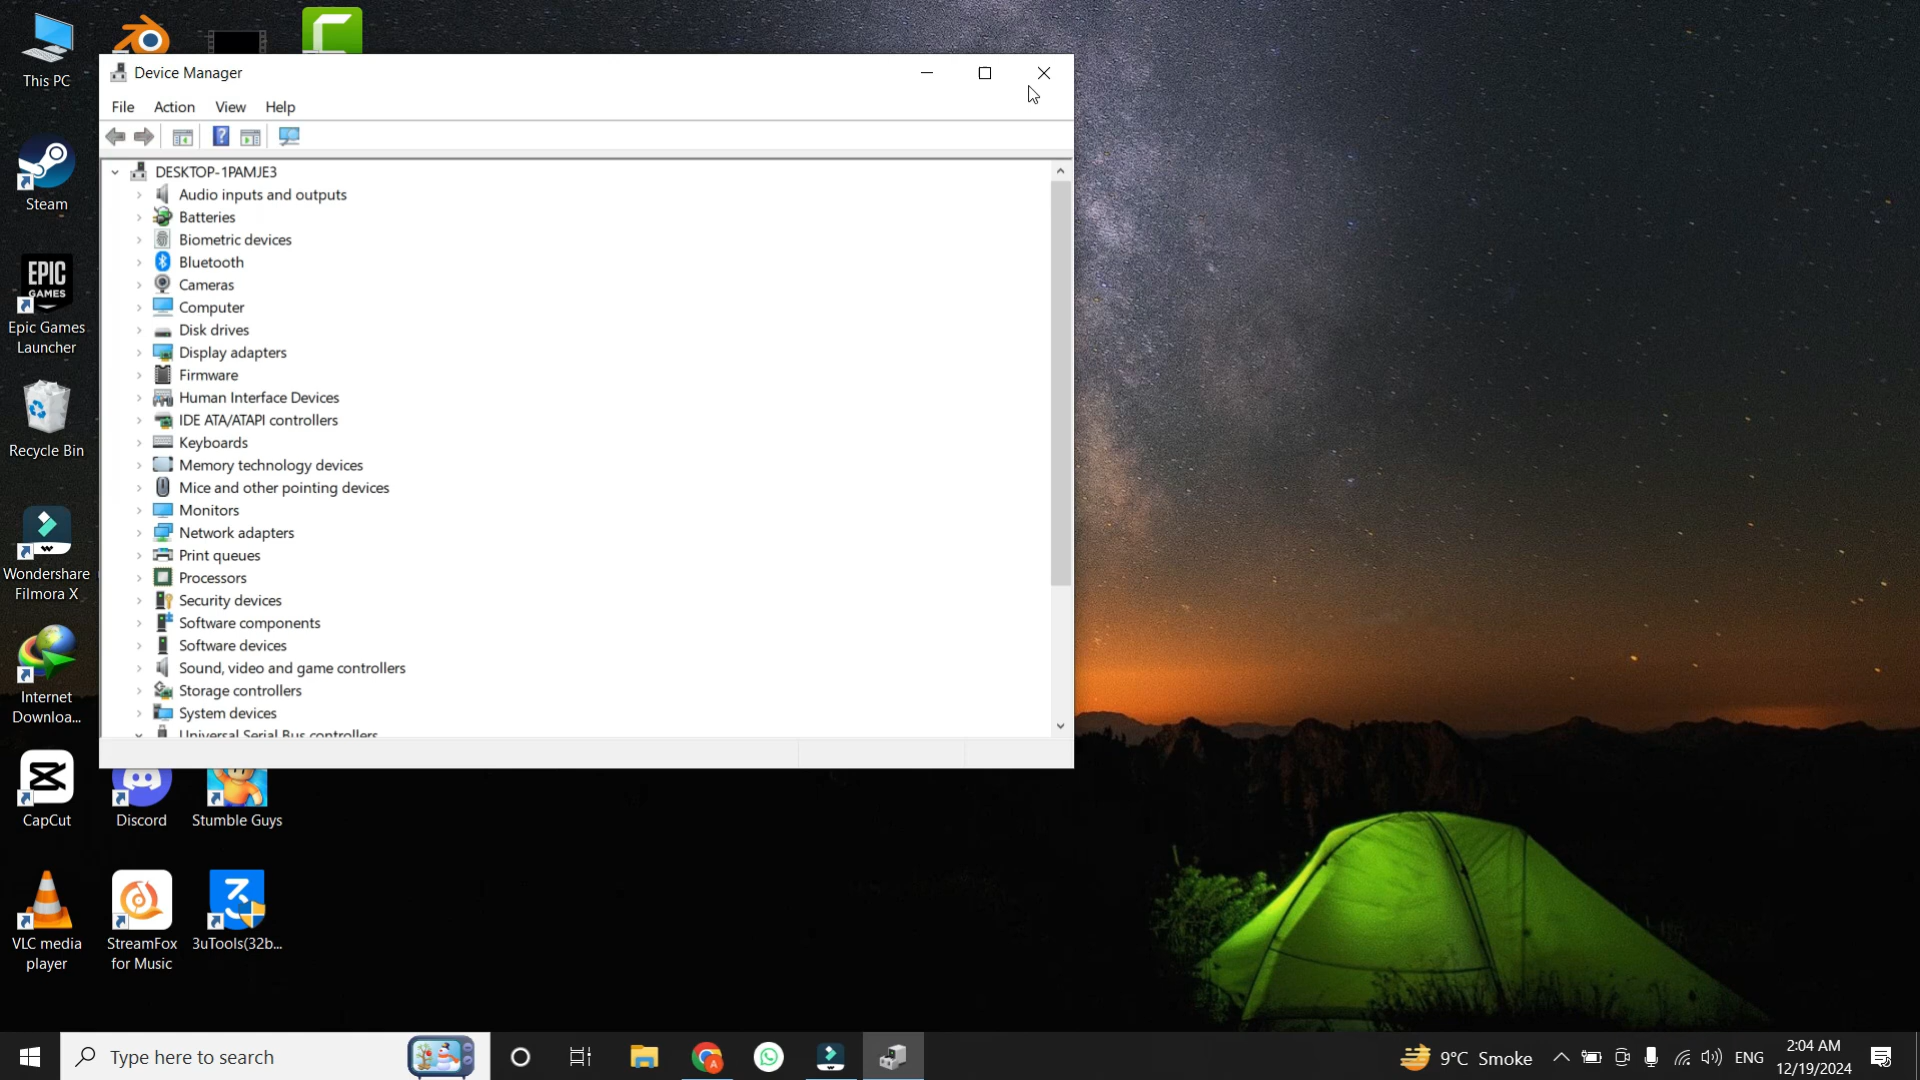 This PC
Steam
EPIC
GAMES
Epic Games
Launcher
Recycle Bin
Wondershare
Filmora X
Internet
Downloa...
CapCut
Discord
Stumble Guys
VLC media
player
StreamFox
for Music
3uTools(32b...
Device Manager
File Action View Help
DESKTOP-1PAMJE3
Audio inputs and outputs
Batteries
Biometric devices
Bluetooth
Cameras
Computer
Disk drives
Display adapters
Firmware
Human Interface Devices
IDE ATA/ATAPI controllers
Keyboards
Memory technology devices
Mice and other pointing devices
Monitors
Network adapters
Print queues
Processors
Security devices
Software components
Software devices
Sound, video and game controllers
Storage controllers
System devices
Universal Serial Bus controllers
Type here to search
9°C Smoke
ENG
2:04 AM
12/19/2024